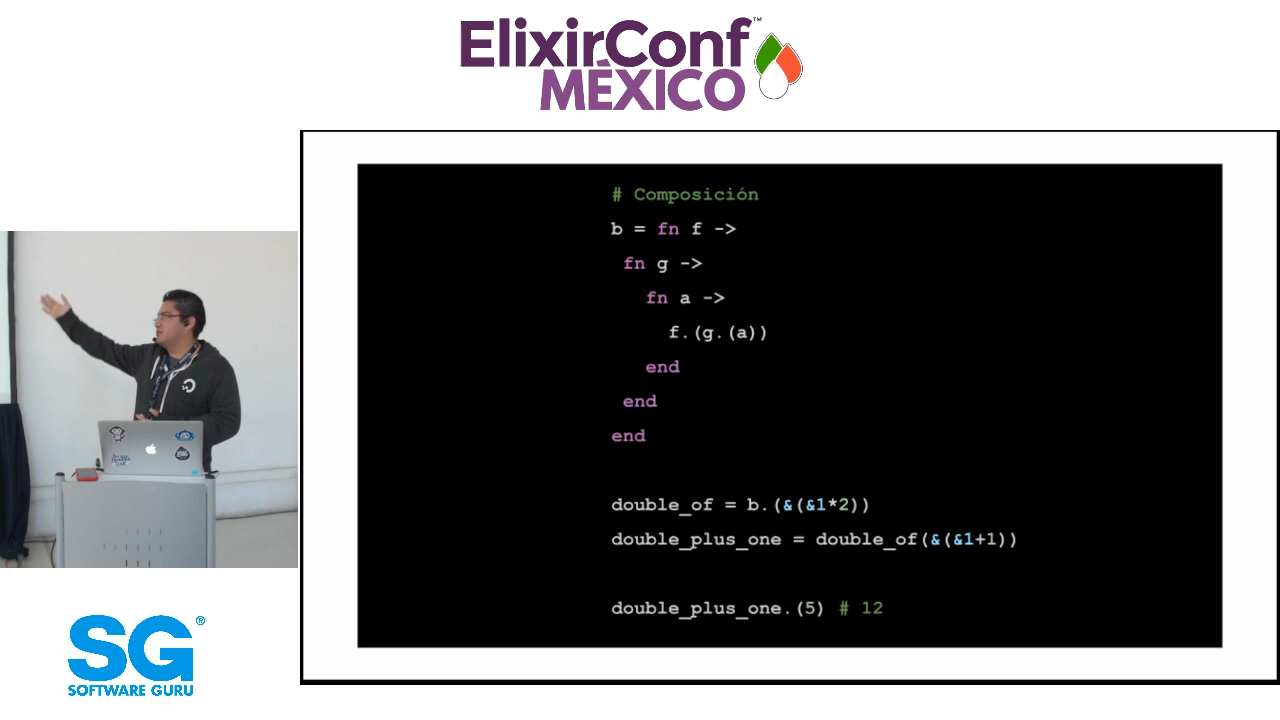 ElixirConf™
MÉXICO
# Composición
b = fn f ->
fn g ->
fn a ->
f.(g.(a))
end
end
end
double_of = b.(&(&1*2))
double_plus_one = double_of(&(&1+1))
double_plus_one.(5) # 12
SG®
SOFTWARE GURU